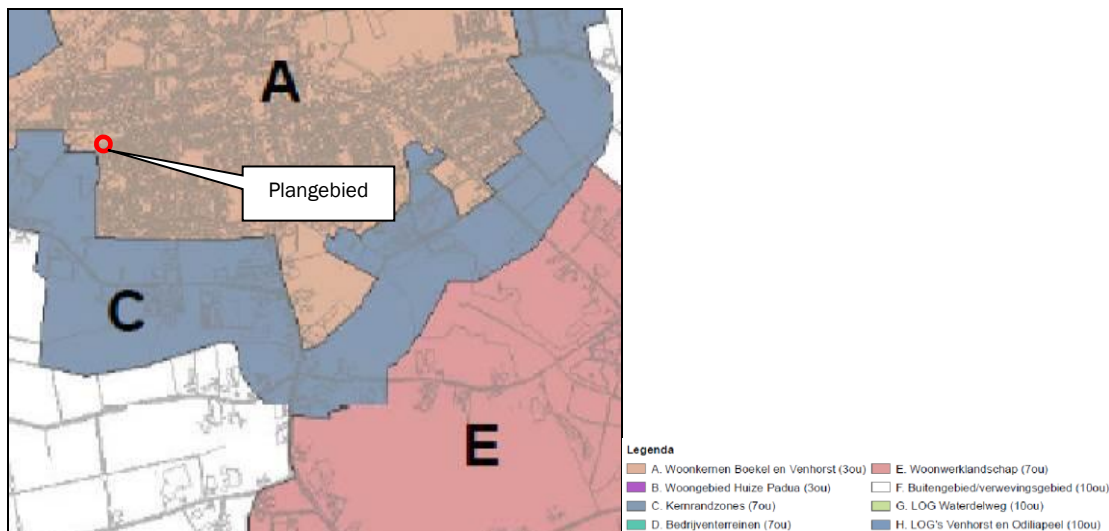 A
Plangebied
C
E
Legenda
A. Woonkernen Boekel en Venhorst (3ou)
E. Woonwerklandschap (7ou)
B. Woongebied Huize Padua (3ou)
F. Buitengebied/verwevingsgebied (10ou)
C. Kernrandzones (7ou)
G. LOG Waterdelweg (10ou)
D. Bedrijventerreinen (7ou)
H. LOG's Venhorst en Odiliapeel (10ou)